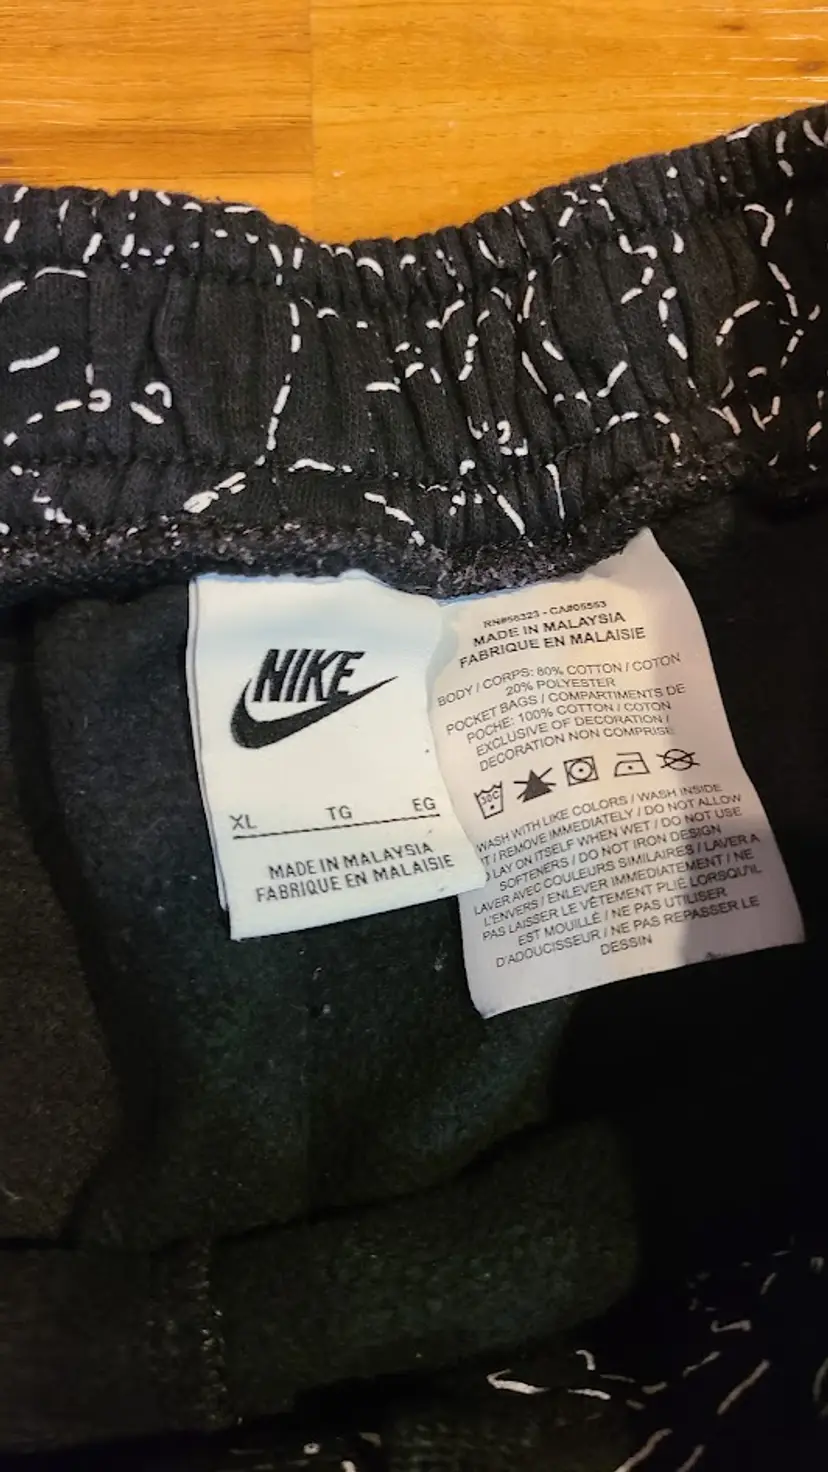 NIKE
XL TG EG
MADE IN MALAYSIA
FABRIQUE EN MALAISIE
RN#56323 - CA#05553
MADE IN MALAYSIA
FABRIQUE EN MALAISIE
BODY / CORPS: 80% COTTON / COTON
20% POLYESTER
POCKET BAGS / COMPARTIMENTS DE
POCHE: 100% COTTON / COTON
EXCLUSIVE OF DECORATION /
DECORATION NON COMPRISE
30C
WASH WITH LIKE COLORS / WASH INSIDE
/ REMOVE IMMEDIATELY / DO NOT ALLOW
LAY ON ITSELF WHEN WET / DO NOT USE
SOFTENERS / DO NOT IRON DESIGN
LAVER AVEC COULEURS SIMILAIRES / LAVER A
L'ENVERS / ENLEVER IMMEDIATEMENT / NE
PAS LAISSER LE VÊTEMENT PLIÉ LORSQU'IL
EST MOUILLÉ / NE PAS UTILISER
D'ADOUCISSEUR / NE PAS REPASSER LE
DESSIN